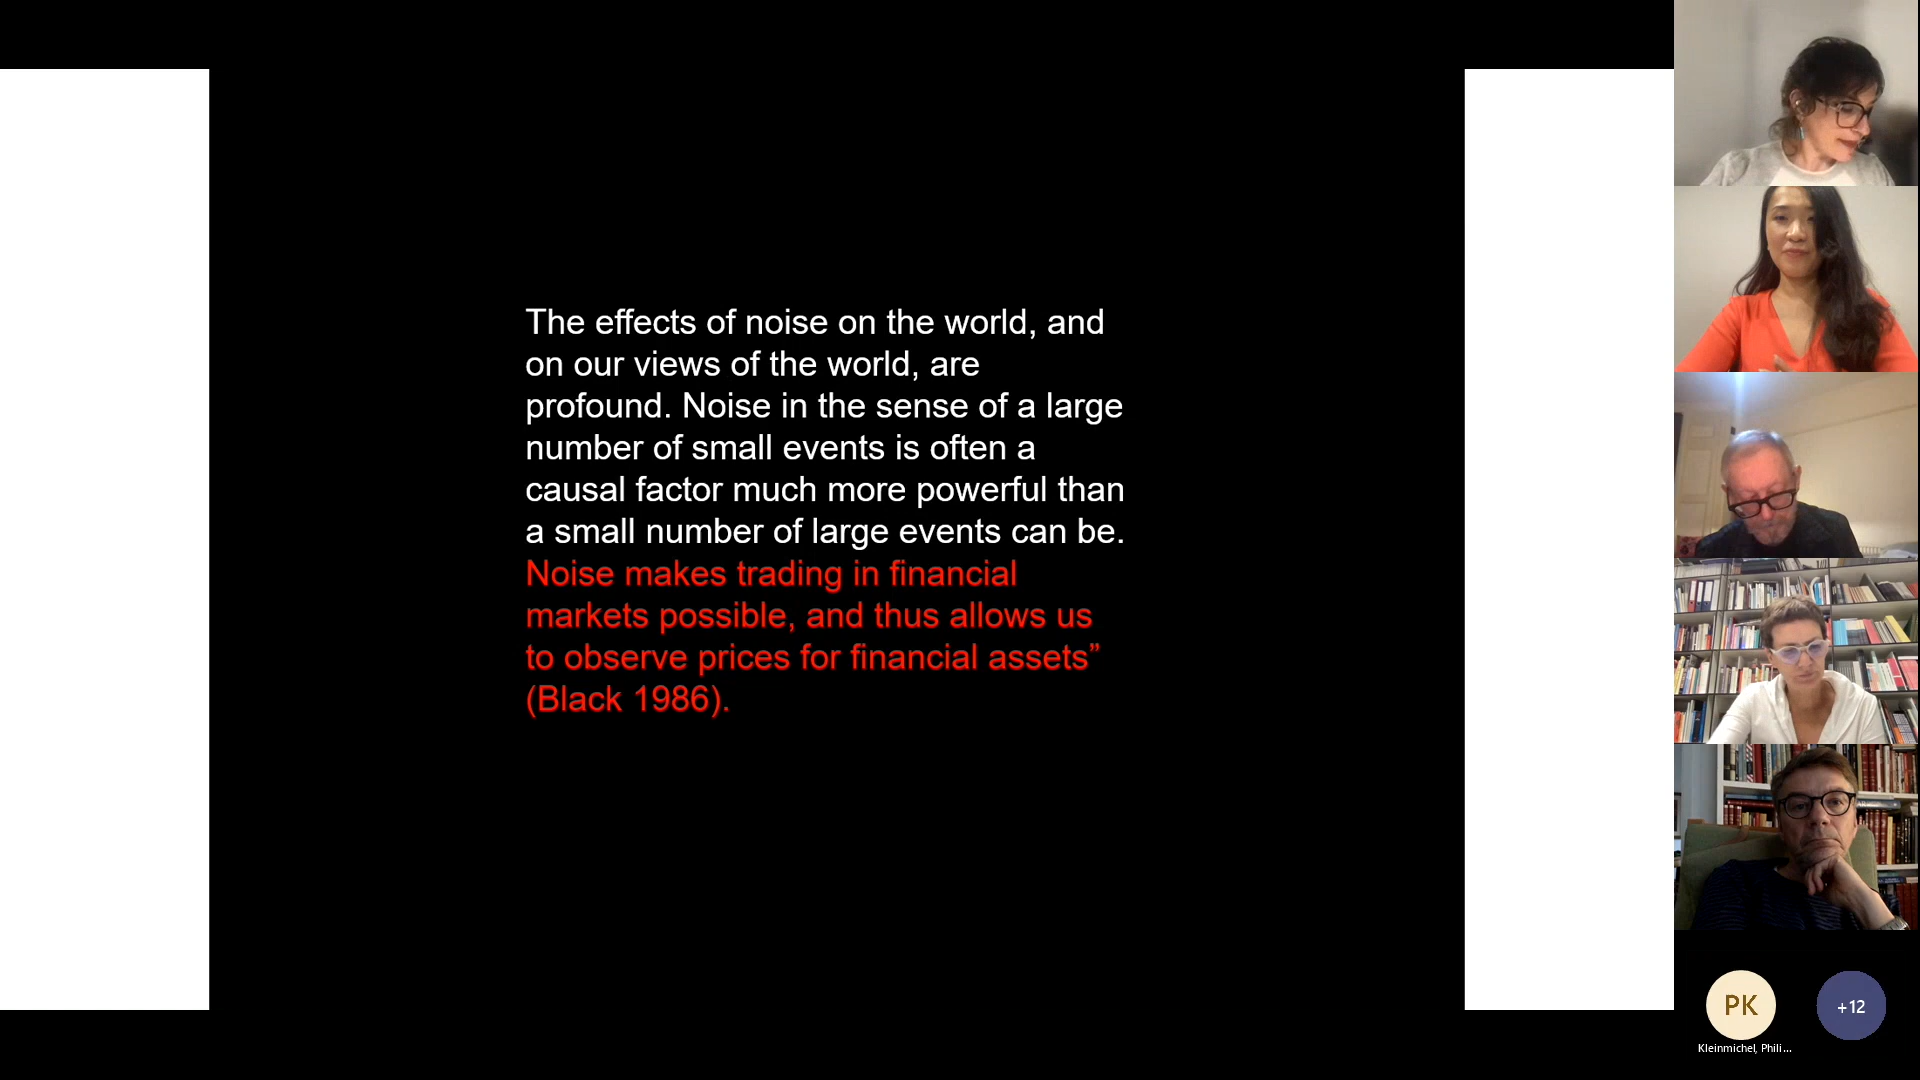 The effects of noise on the world, and
on our views of the world, are
profound. Noise in the sense of a large
number of small events is often a
causal factor much more powerful than
a small number of large events can be.
Noise makes trading in financial
markets possible, and thus allows us
to observe prices for financial assets”
(Black 1986).
PK
+12
Kleinmichel, Phili...